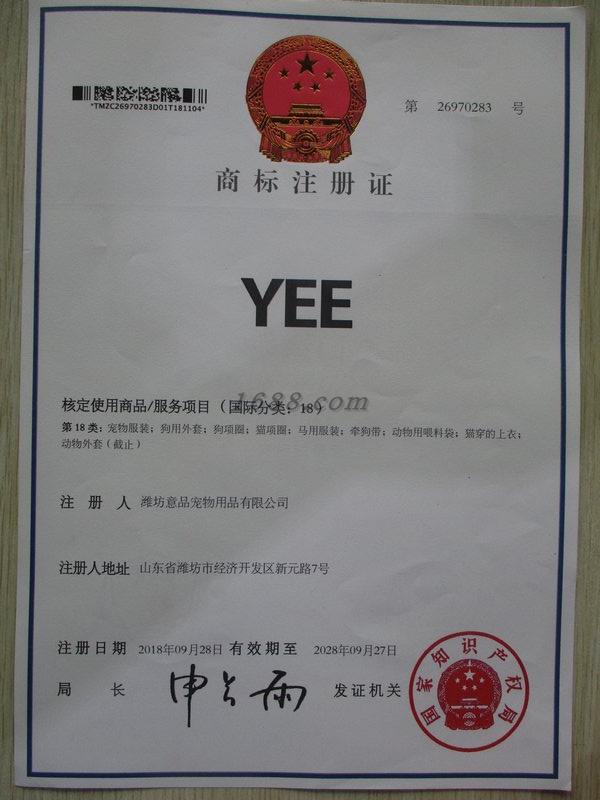 *TMZC26970283D01T181104*
第 26970283 号
商标注册证
YEE
核定使用商品/服务项目（国际分类：18）
1688.com
第 18 类：宠物服装；狗用外套；狗项圈；猫项圈；马用服装；牵狗带；动物用喂料袋；猫穿的上衣；
动物外套（截止）
注 册 人 潍坊意品宠物用品有限公司
注册人地址 山东省潍坊市经济开发区新元路7号
注册日期 2018年09月28日 有效期至 2028年09月27日
局 长 申长雨 发证机关
国家知识产权局